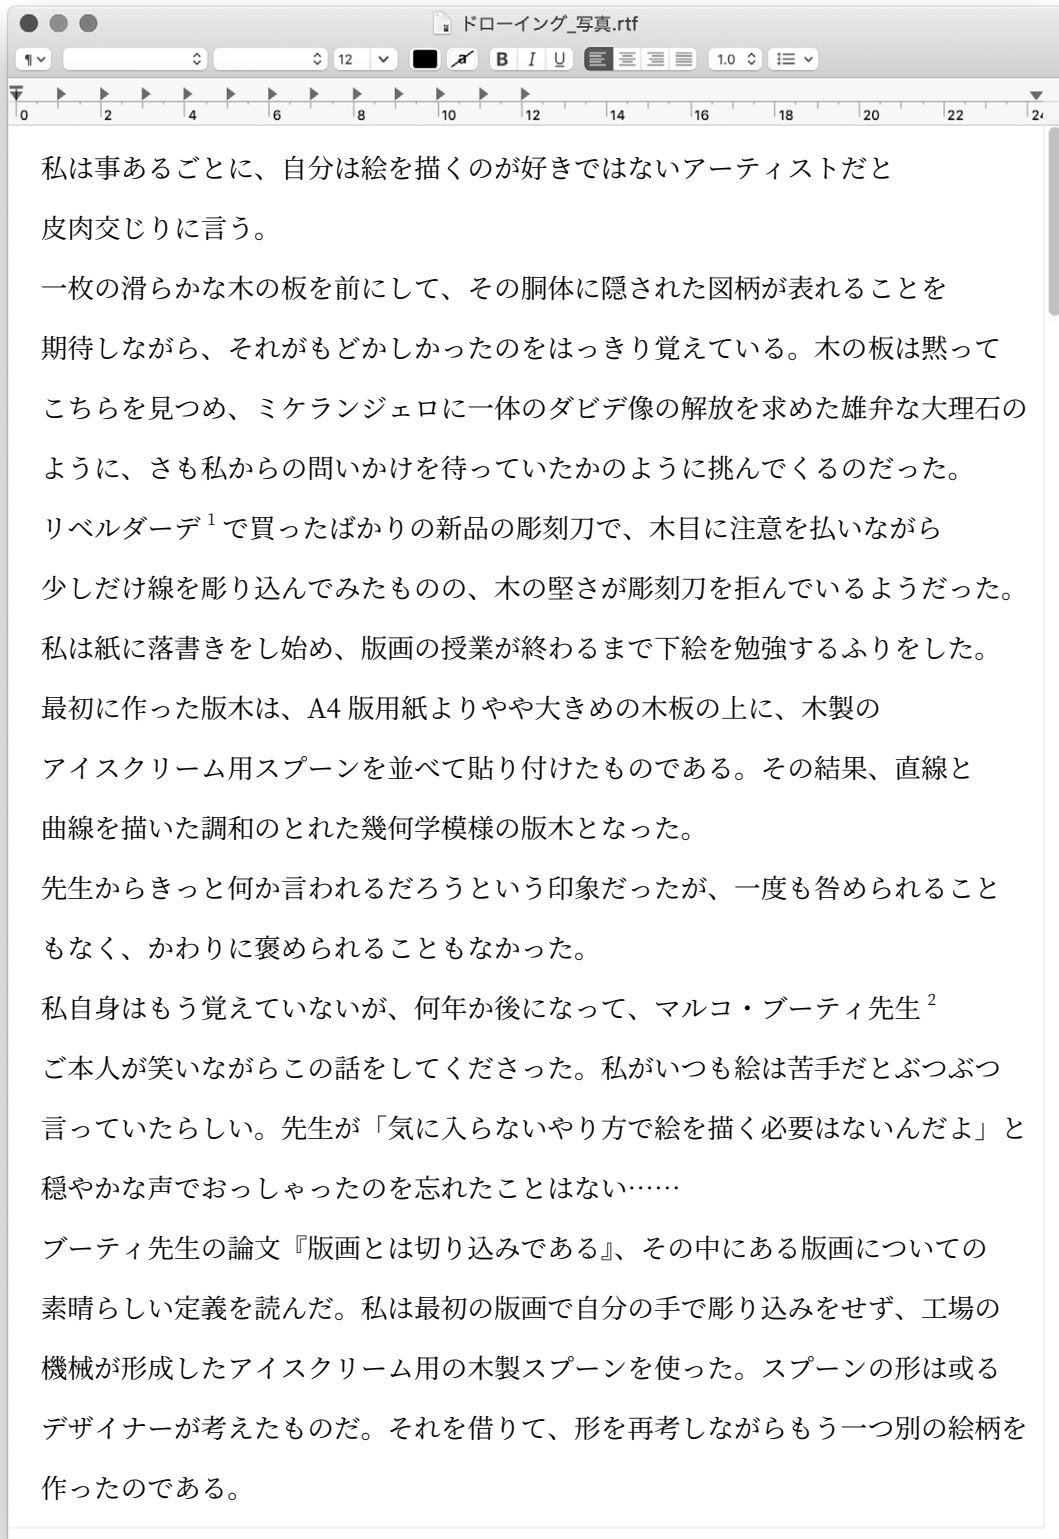 ドローイング_写真.rtf
¶ 12 a B I U 1.0
0 2 4 6 8 10 12 14 16 18 20 22 24
私は事あるごとに、自分は絵を描くのが好きではないアーティストだと
皮肉交じりに言う。
一枚の滑らかな木の板を前にして、その胴体に隠された図柄が表れることを
期待しながら、それがもどかしかったのをはっきり覚えている。木の板は黙って
こちらを見つめ、ミケランジェロに一体のダビデ像の解放を求めた雄弁な大理石の
ように、さも私からの問いかけを待っていたかのように挑んでくるのだった。
リベルダーデ 1 で買ったばかりの新品の彫刻刀で、木目に注意を払いながら
少しだけ線を彫り込んでみたものの、木の堅さが彫刻刀を拒んでいるようだった。
私は紙に落書きをし始め、版画の授業が終わるまで下絵を勉強するふりをした。
最初に作った版木は、A4 版用紙よりやや大きめの木板の上に、木製の
アイスクリーム用スプーンを並べて貼り付けたものである。その結果、直線と
曲線を描いた調和のとれた幾何学模様の版木となった。
先生からきっと何か言われるだろうという印象だったが、一度も咎められること
もなく、かわりに褒められることもなかった。
私自身はもう覚えていないが、何年か後になって、マルコ・ブーティ先生 2
ご本人が笑いながらこの話をしてくださった。私がいつも絵は苦手だとぶつぶつ
言っていたらしい。先生が「気に入らないやり方で絵を描く必要はないんだよ」と
穏やかな声でおっしゃったのを忘れたことはない……
ブーティ先生の論文『版画とは切り込みである』、その中にある版画についての
素晴らしい定義を読んだ。私は最初の版画で自分の手で彫り込みをせず、工場の
機械が形成したアイスクリーム用の木製スプーンを使った。スプーンの形は或る
デザイナーが考えたものだ。それを借りて、形を再考しながらもう一つ別の絵柄を
作ったのである。